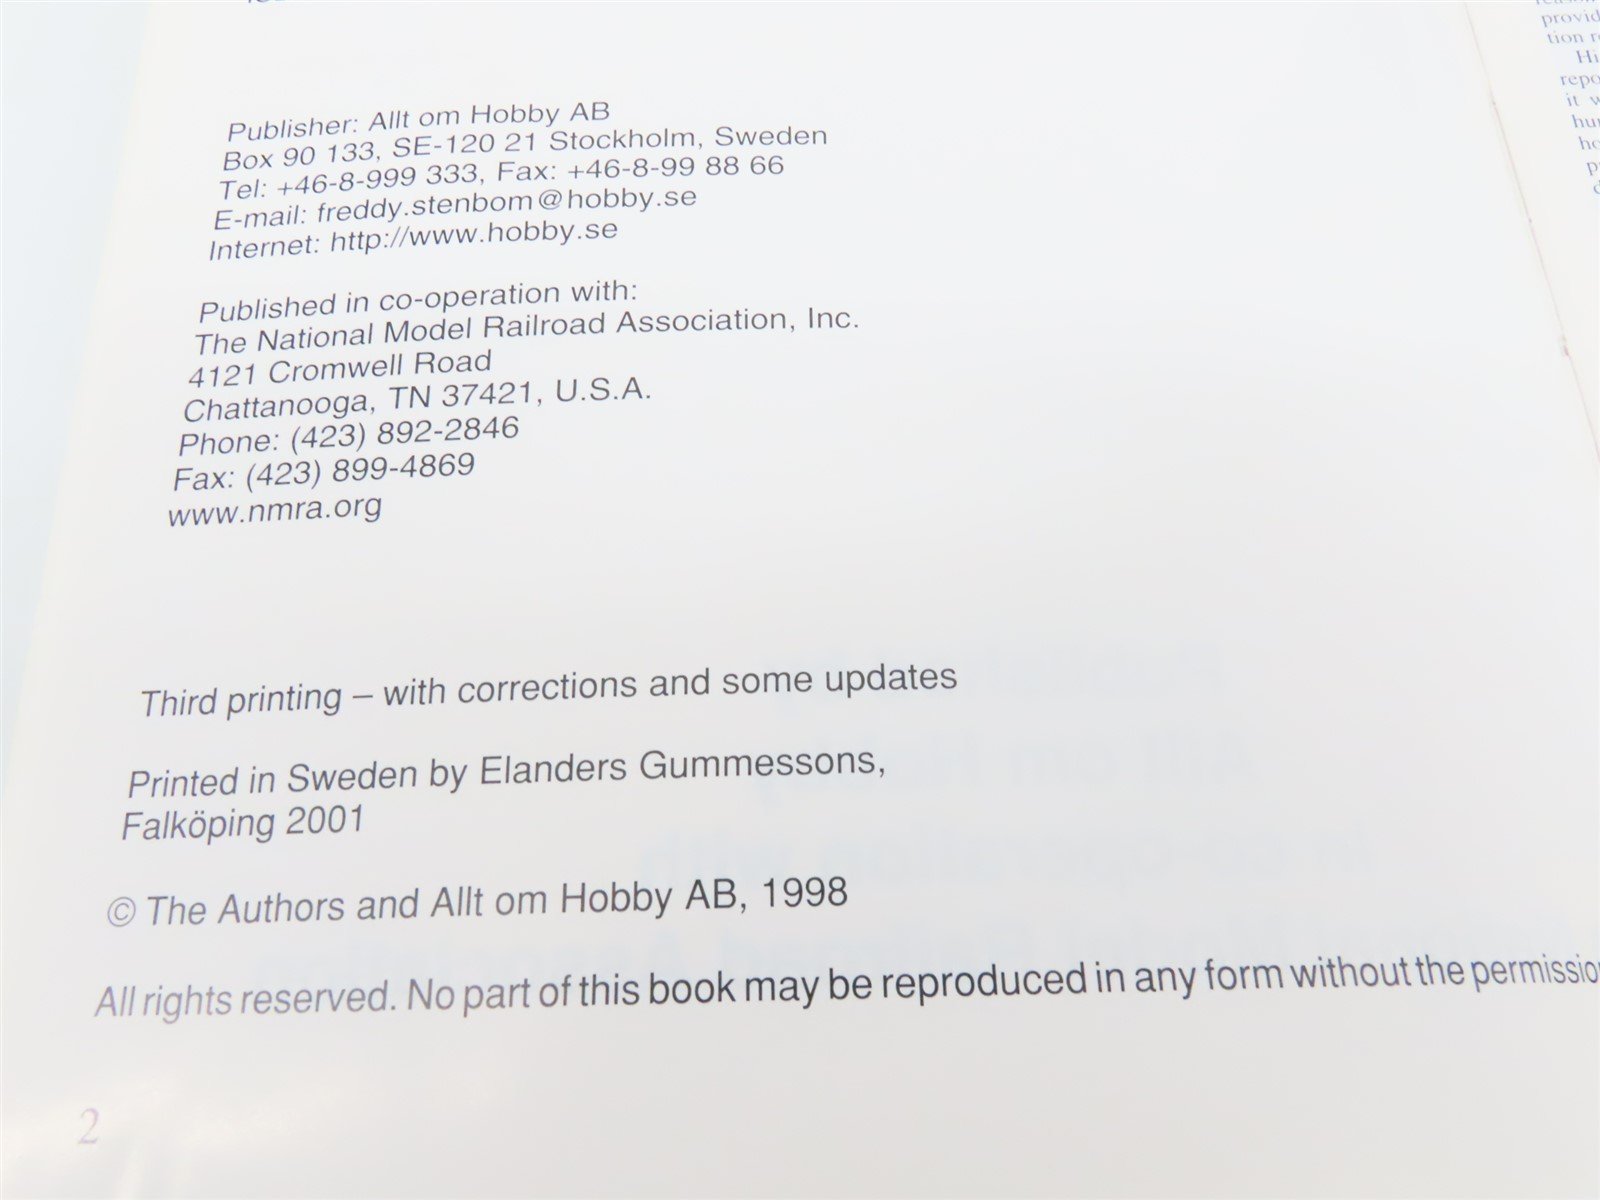 Publisher: Allt om Hobby AB
Box 90 133, SE-120 21 Stockholm, Sweden
Tel: +46-8-999 333, Fax: +46-8-99 88 66
E-mail: freddy.stenbom@hobby.se
Internet: http://www.hobby.se
Published in co-operation with:
The National Model Railroad Association, Inc.
4121 Cromwell Road
Chattanooga, TN 37421, U.S.A.
Phone: (423) 892-2846
Fax: (423) 899-4869
www.nmra.org
Third printing – with corrections and some updates
Printed in Sweden by Elanders Gummessons,
Falköping 2001
© The Authors and Allt om Hobby AB, 1998
All rights reserved. No part of this book may be reproduced in any form without the
2
tion
it